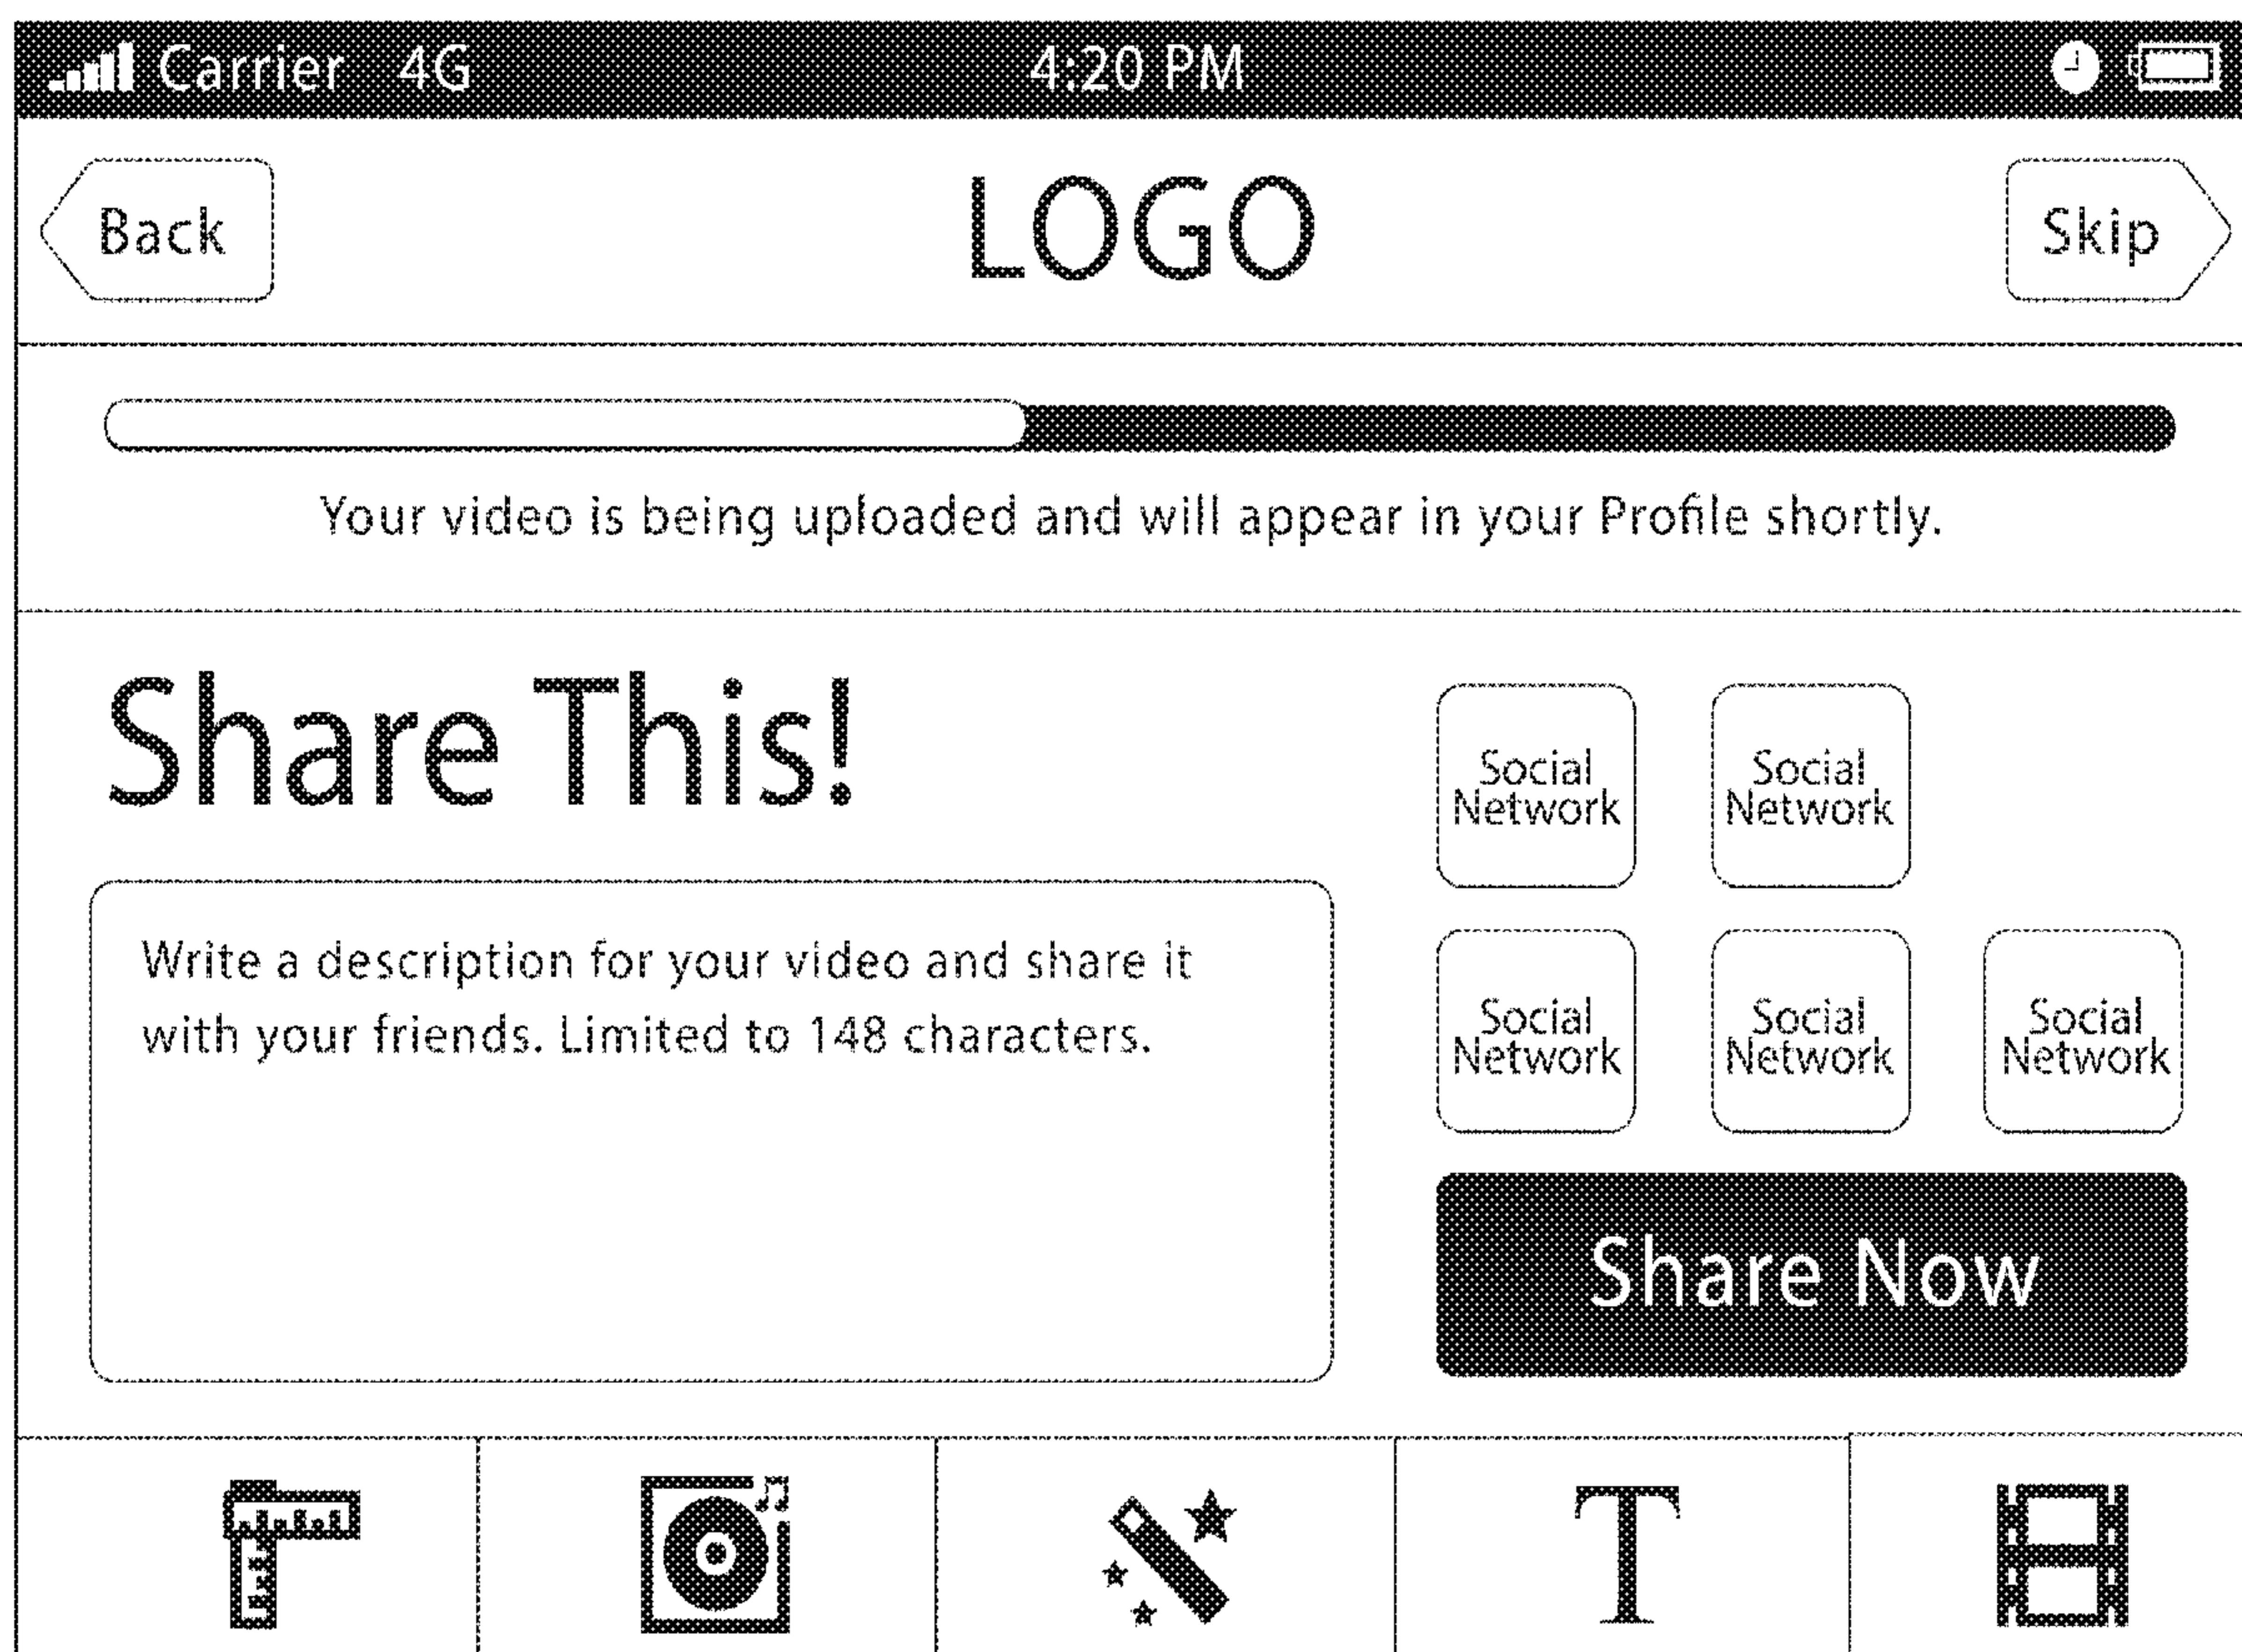 Carrier 4G 4:20 PM
Back LOGO Skip
Your video is being uploaded and will appear in your Profile shortly.
Share This!
Write a description for your video and share it
with your friends. Limited to 148 characters.
Social
Network
Social
Network
Social
Network
Social
Network
Social
Network
Share Now
T